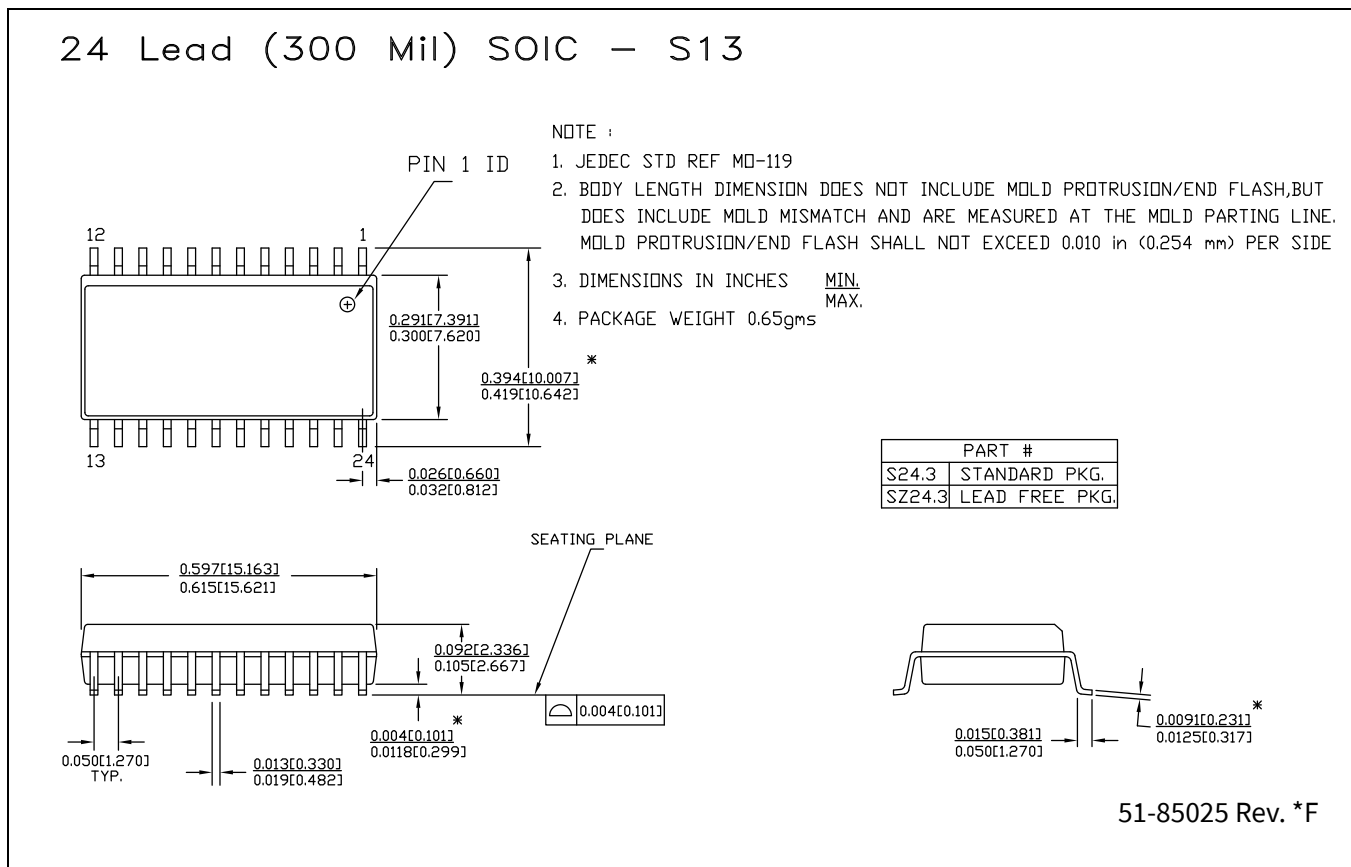 24 Lead (300 Mil) SOIC - S13
NOTE :
1. JEDEC STD REF MO-119
2. BODY LENGTH DIMENSION DOES NOT INCLUDE MOLD PROTRUSION/END FLASH,BUT
DOES INCLUDE MOLD MISMATCH AND ARE MEASURED AT THE MOLD PARTING LINE.
MOLD PROTRUSION/END FLASH SHALL NOT EXCEED 0.010 in (0.254 mm) PER SIDE
3. DIMENSIONS IN INCHES
MIN.
MAX.
4. PACKAGE WEIGHT 0.65gms
PIN 1 ID
12
1
0.291[7.391]
0.300[7.620]
*
0.394[10.007]
0.419[10.642]
13
24
0.026[0.660]
0.032[0.812]
PART #
S24.3 STANDARD PKG.
SZ24.3 LEAD FREE PKG.
SEATING PLANE
0.597[15.163]
0.615[15.621]
0.092[2.336]
0.105[2.667]
0.004[0.101]
*
0.004[0.101]
0.0118[0.299]
0.050[1.270]
TYP.
0.013[0.330]
0.019[0.482]
0.015[0.381]
0.050[1.270]
*
0.0091[0.231]
0.0125[0.317]
51-85025 Rev. *F